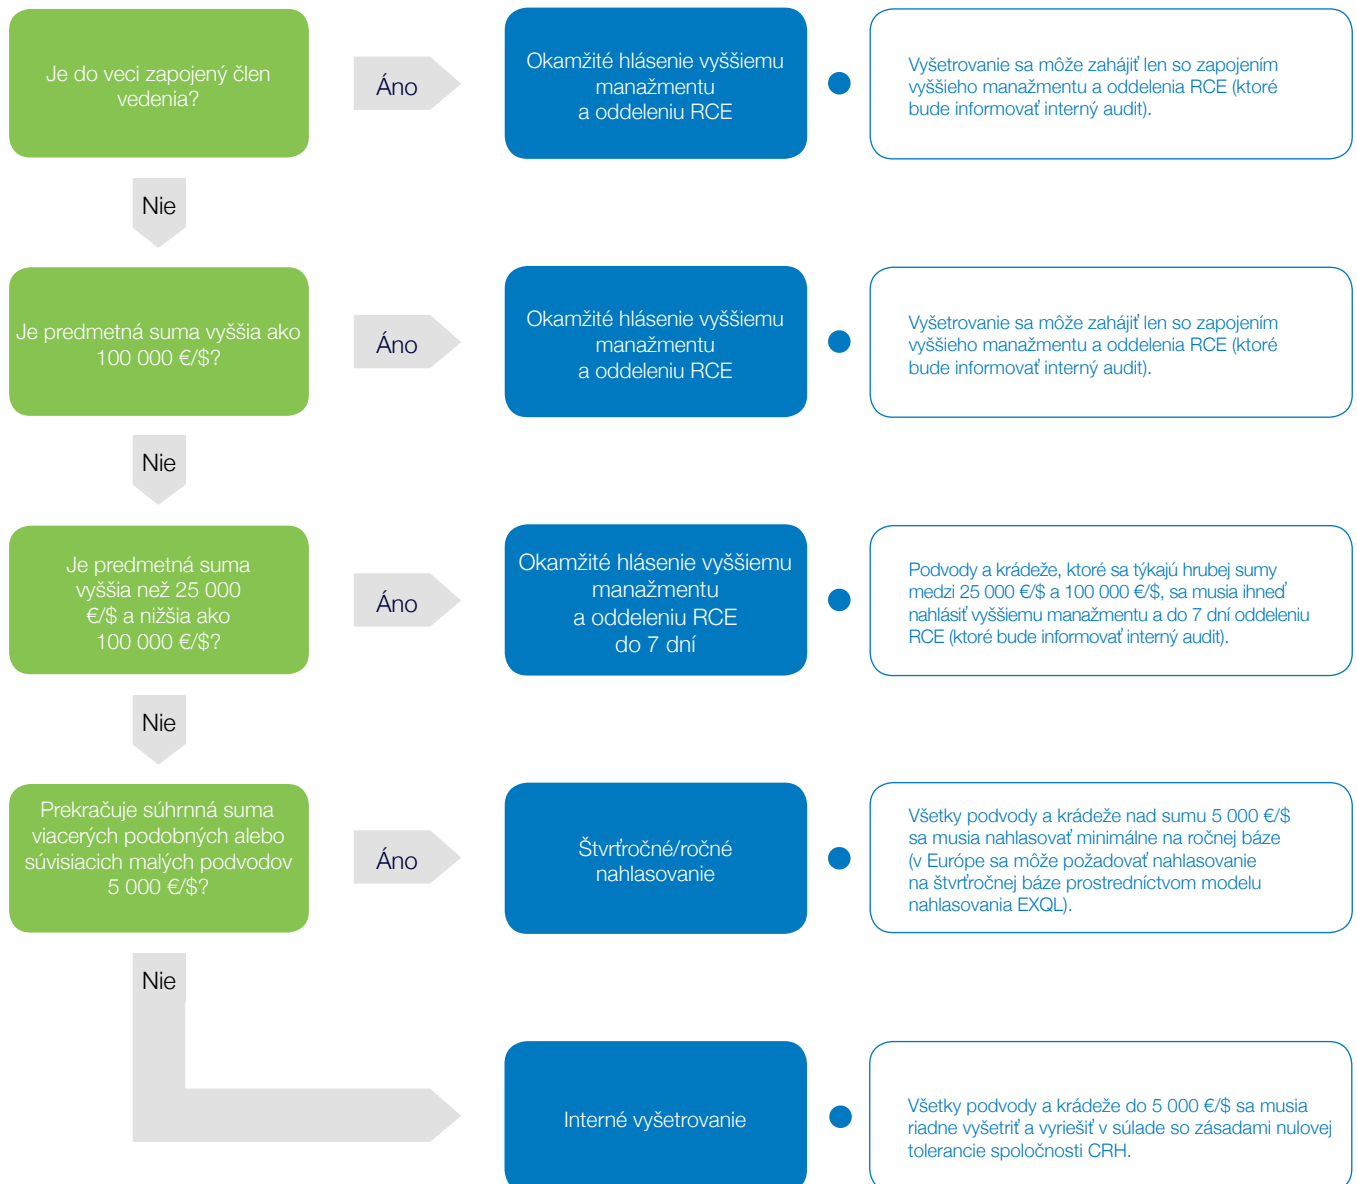 Je do veci zapojený člen
vedenia?
Áno
Okamžité hlásenie vyššiemu
manažmentu
a oddeleniu RCE
Vyšetrovanie sa môže zahájiť len so zapojením
vyššieho manažmentu a oddelenia RCE (ktoré
bude informovať interný audit).
Nie
Je predmetná suma vyššia ako
100 000 €/$?
Áno
Okamžité hlásenie vyššiemu
manažmentu
a oddeleniu RCE
Vyšetrovanie sa môže zahájiť len so zapojením
vyššieho manažmentu a oddelenia RCE (ktoré
bude informovať interný audit).
Nie
Je predmetná suma
vyššia než 25 000
€/$ a nižšia ako
100 000 €/$?
Áno
Okamžité hlásenie vyššiemu
manažmentu
a oddeleniu RCE
do 7 dní
Podvody a krádeže, ktoré sa týkajú hrubej sumy
medzi 25 000 €/$ a 100 000 €/$, sa musia ihneď
nahlásiť vyššiemu manažmentu a do 7 dní oddeleniu
RCE (ktoré bude informovať interný audit).
Nie
Prekračuje súhrnná suma
viacerých podobných alebo
súvisiacich malých podvodov
5 000 €/$?
Áno
Štvrťročné/ročné
nahlasovanie
Všetky podvody a krádeže nad sumu 5 000 €/$
sa musia nahlasovať minimálne na ročnej báze
(v Európe sa môže požadovať nahlasovanie
na štvrťročnej báze prostredníctvom modelu
nahlasovania EXQL).
Nie
Interné vyšetrovanie
Všetky podvody a krádeže do 5 000 €/$ sa musia
riadne vyšetriť a vyriešiť v súlade so zásadami nulovej
tolerancie spoločnosti CRH.